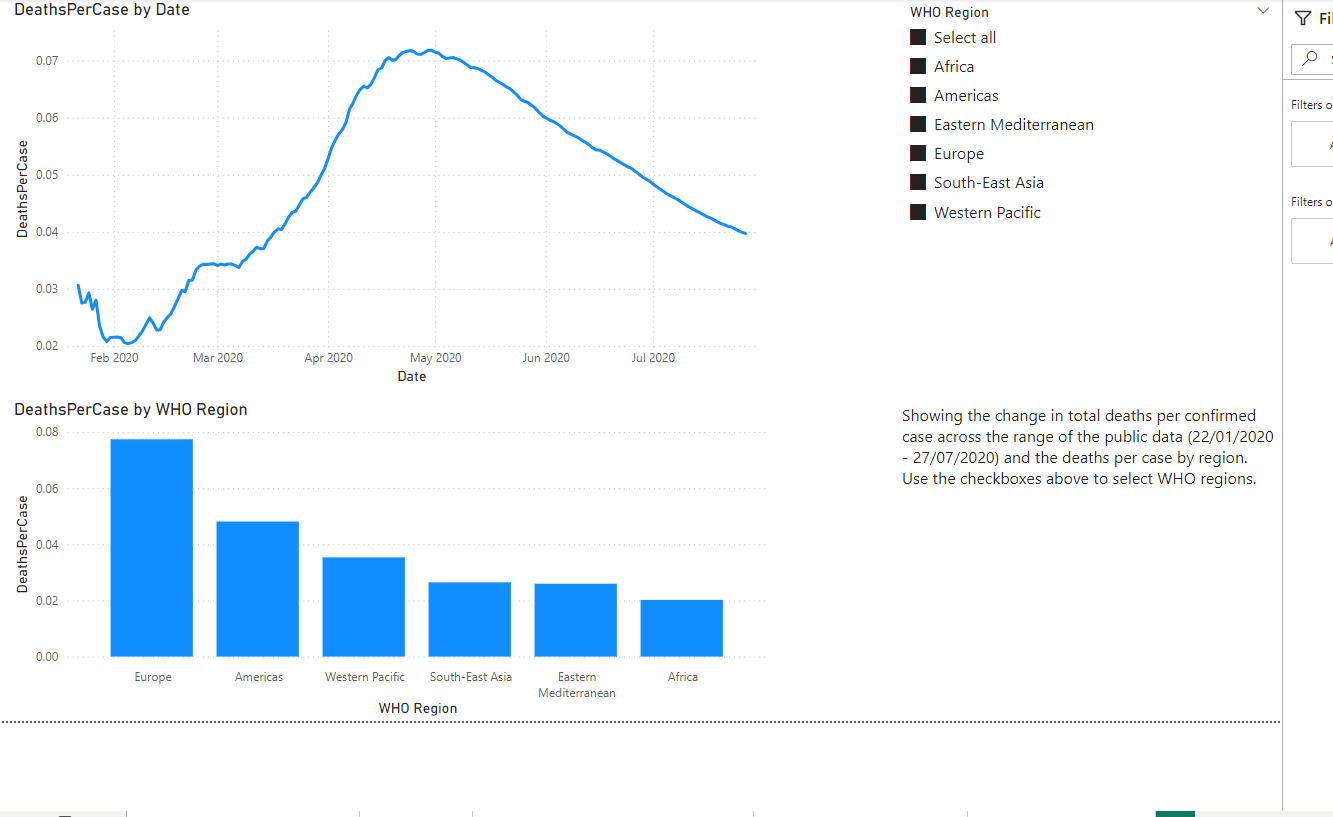 DeathsPerCase by Date
DeathsPerCase
0.07
0.06
0.05
0.04
0.03
0.02
Feb 2020 Mar 2020 Apr 2020 May 2020 Jun 2020 Jul 2020
Date
WHO Region
Select all
Africa
Americas
Eastern Mediterranean
Europe
South-East Asia
Western Pacific
DeathsPerCase by WHO Region
DeathsPerCase
0.08
0.06
0.04
0.02
0.00
Europe Americas Western Pacific South-East Asia Eastern Africa
Mediterranean
WHO Region
Showing the change in total deaths per confirmed
case across the range of the public data (22/01/2020
- 27/07/2020) and the deaths per case by region.
Use the checkboxes above to select WHO regions.
Filters o
Filters o